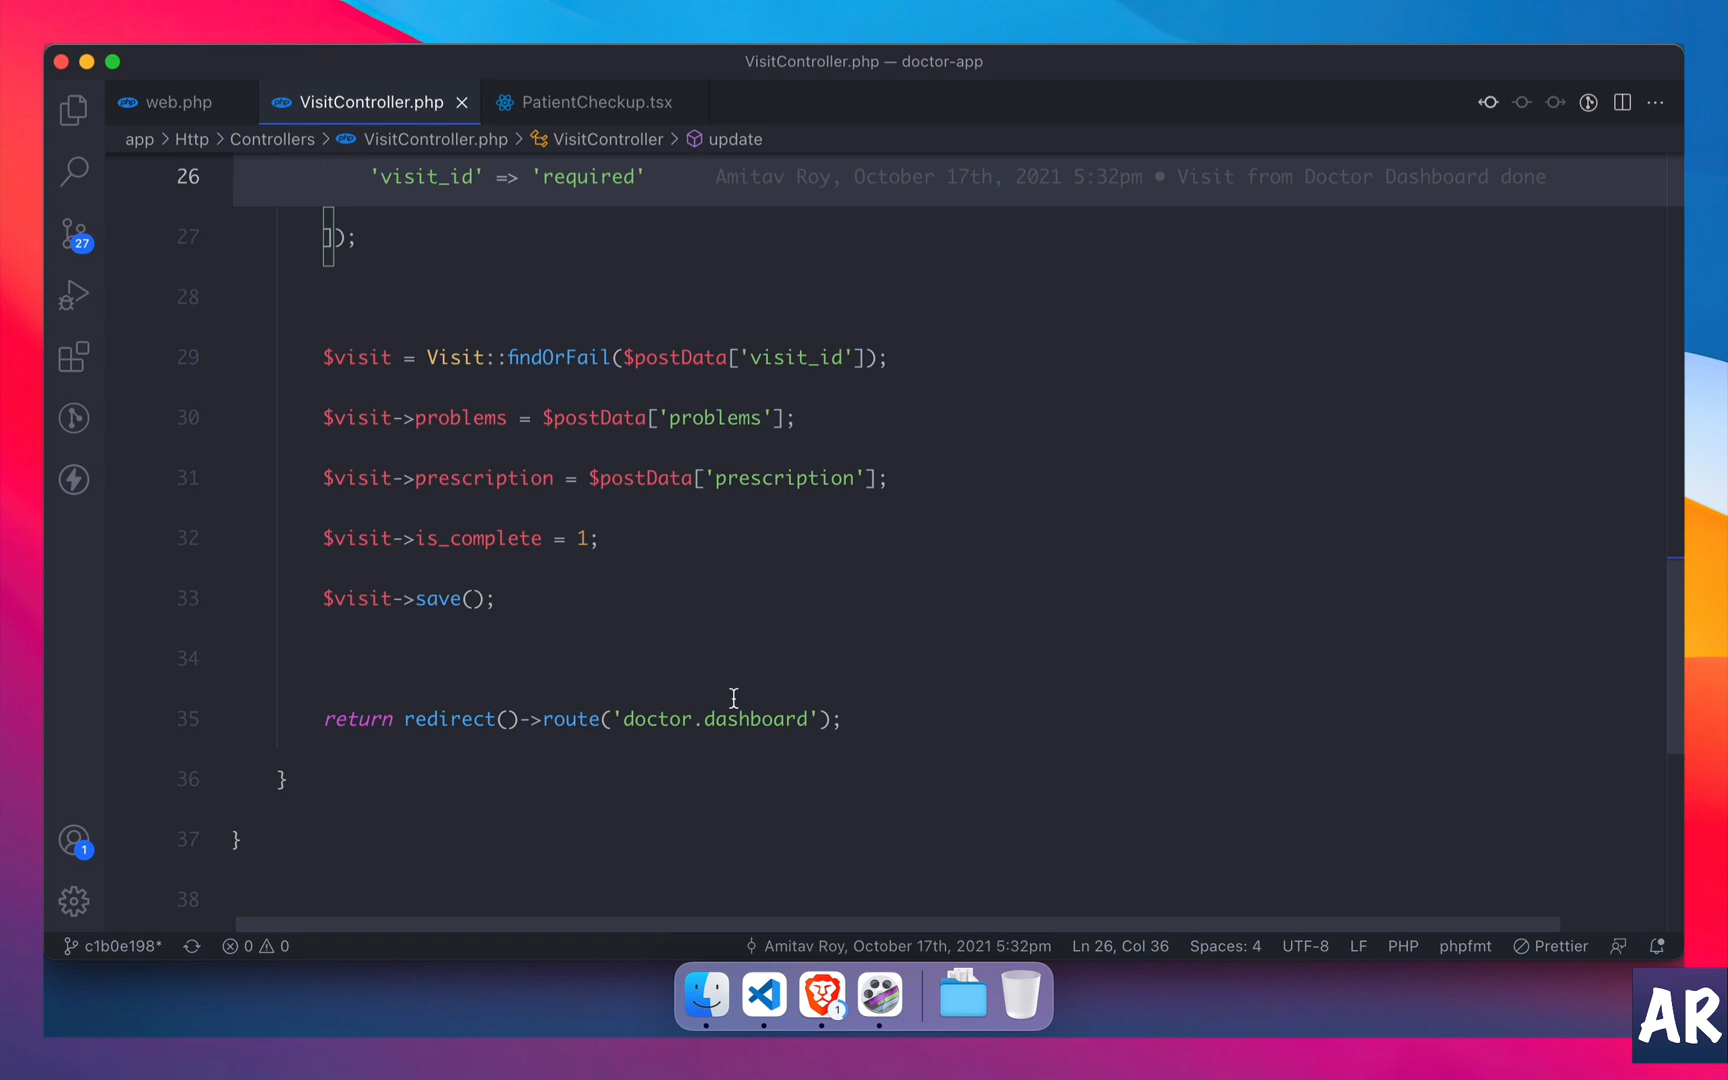 VisitController.php — doctor-app
web.php
VisitController.php
PatientCheckup.tsx
app > Http > Controllers > VisitController.php > VisitController > update
26 'visit_id' => 'required' Amitav Roy, October 17th, 2021 5:32pm • Visit from Doctor Dashboard done
27 ]);
28
29 $visit = Visit::findOrFail($postData['visit_id']);
30 $visit->problems = $postData['problems'];
31 $visit->prescription = $postData['prescription'];
32 $visit->is_complete = 1;
33 $visit->save();
34
35 return redirect()->route('doctor.dashboard');
36 }
37 }
38
27
1
c1b0e198* 0 0 Amitav Roy, October 17th, 2021 5:32pm Ln 26, Col 36 Spaces: 4 UTF-8 LF PHP phpfmt Prettier
1
AR